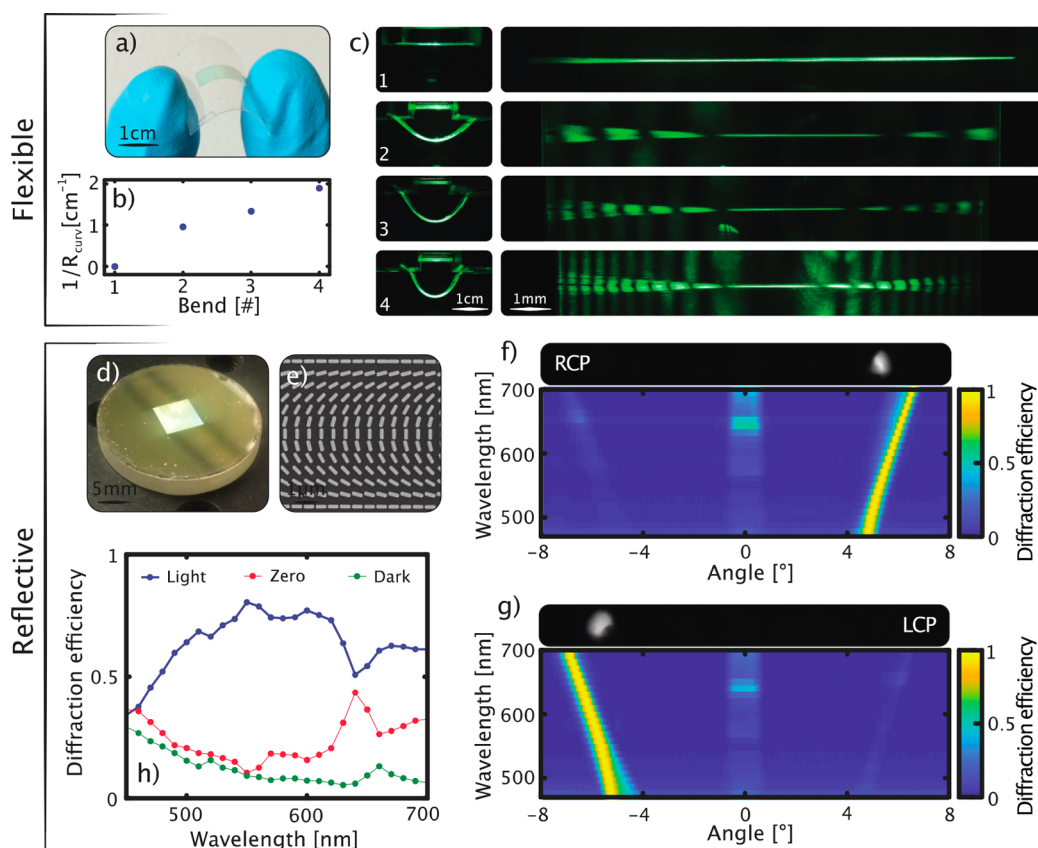 Flexible
a)
1cm
b)
1/Rcurv[cm⁻¹]
2
1
0
1 2 3 4
Bend [#]
c)
1
2
3
4
1cm
1mm
Reflective
d)
5mm
e)
1μm
f)
RCP
Wavelength [nm]
700
600
500
-8 -4 0 4 8
Angle [°]
1
0.5
0
Diffraction efficiency
g)
LCP
Wavelength [nm]
700
600
500
-8 -4 0 4 8
Angle [°]
1
0.5
0
Diffraction efficiency
h)
Light Zero Dark
Diffraction efficiency
1
0.5
0
500 600 700
Wavelength [nm]